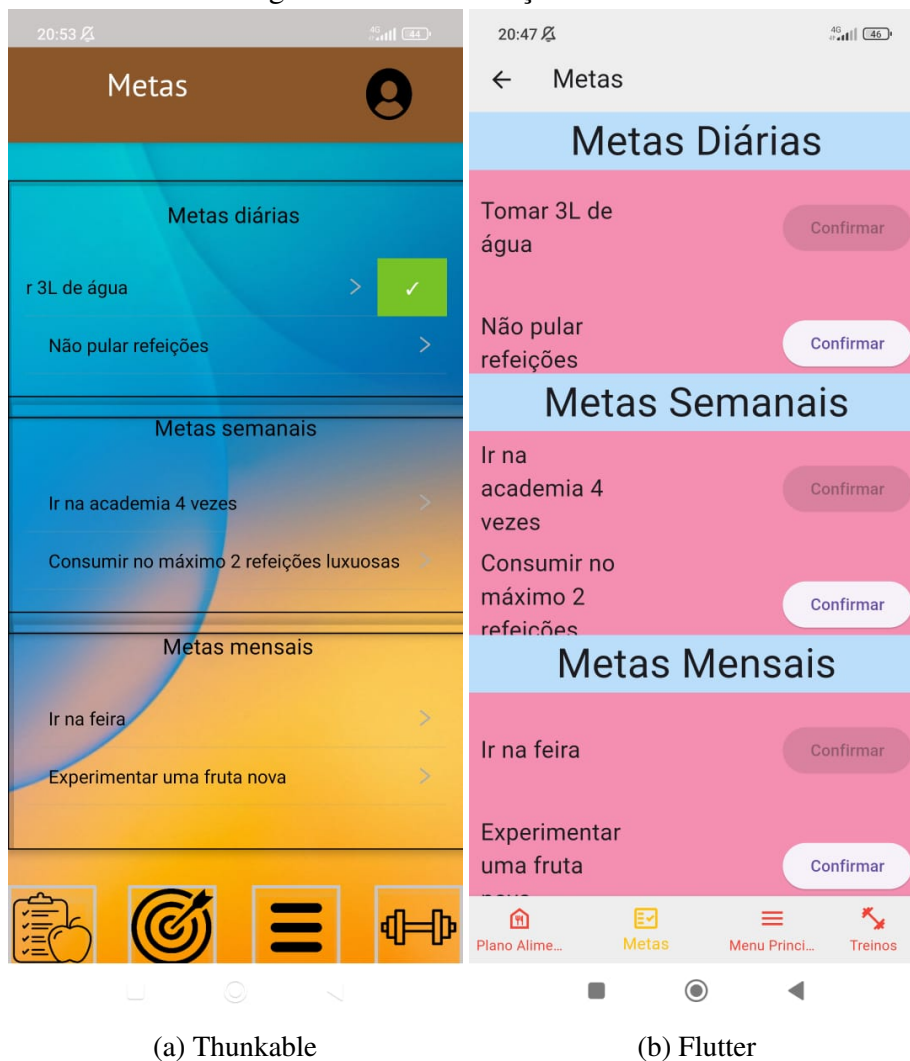 20:53
4G
44
Metas
Metas diárias
r 3L de água
Não pular refeições
Metas semanais
Ir na academia 4 vezes
Consumir no máximo 2 refeições luxuosas
Metas mensais
Ir na feira
Experimentar uma fruta nova
(a) Thunkable
20:47
4G
46
Metas
Metas Diárias
Tomar 3L de
água
Confirmar
Não pular
refeições
Confirmar
Metas Semanais
Ir na
academia 4
vezes
Confirmar
Consumir no
máximo 2
refeições
Confirmar
Metas Mensais
Ir na feira
Confirmar
Experimentar
uma fruta
Confirmar
Plano Alime...
Metas
Menu Princi...
Treinos
(b) Flutter